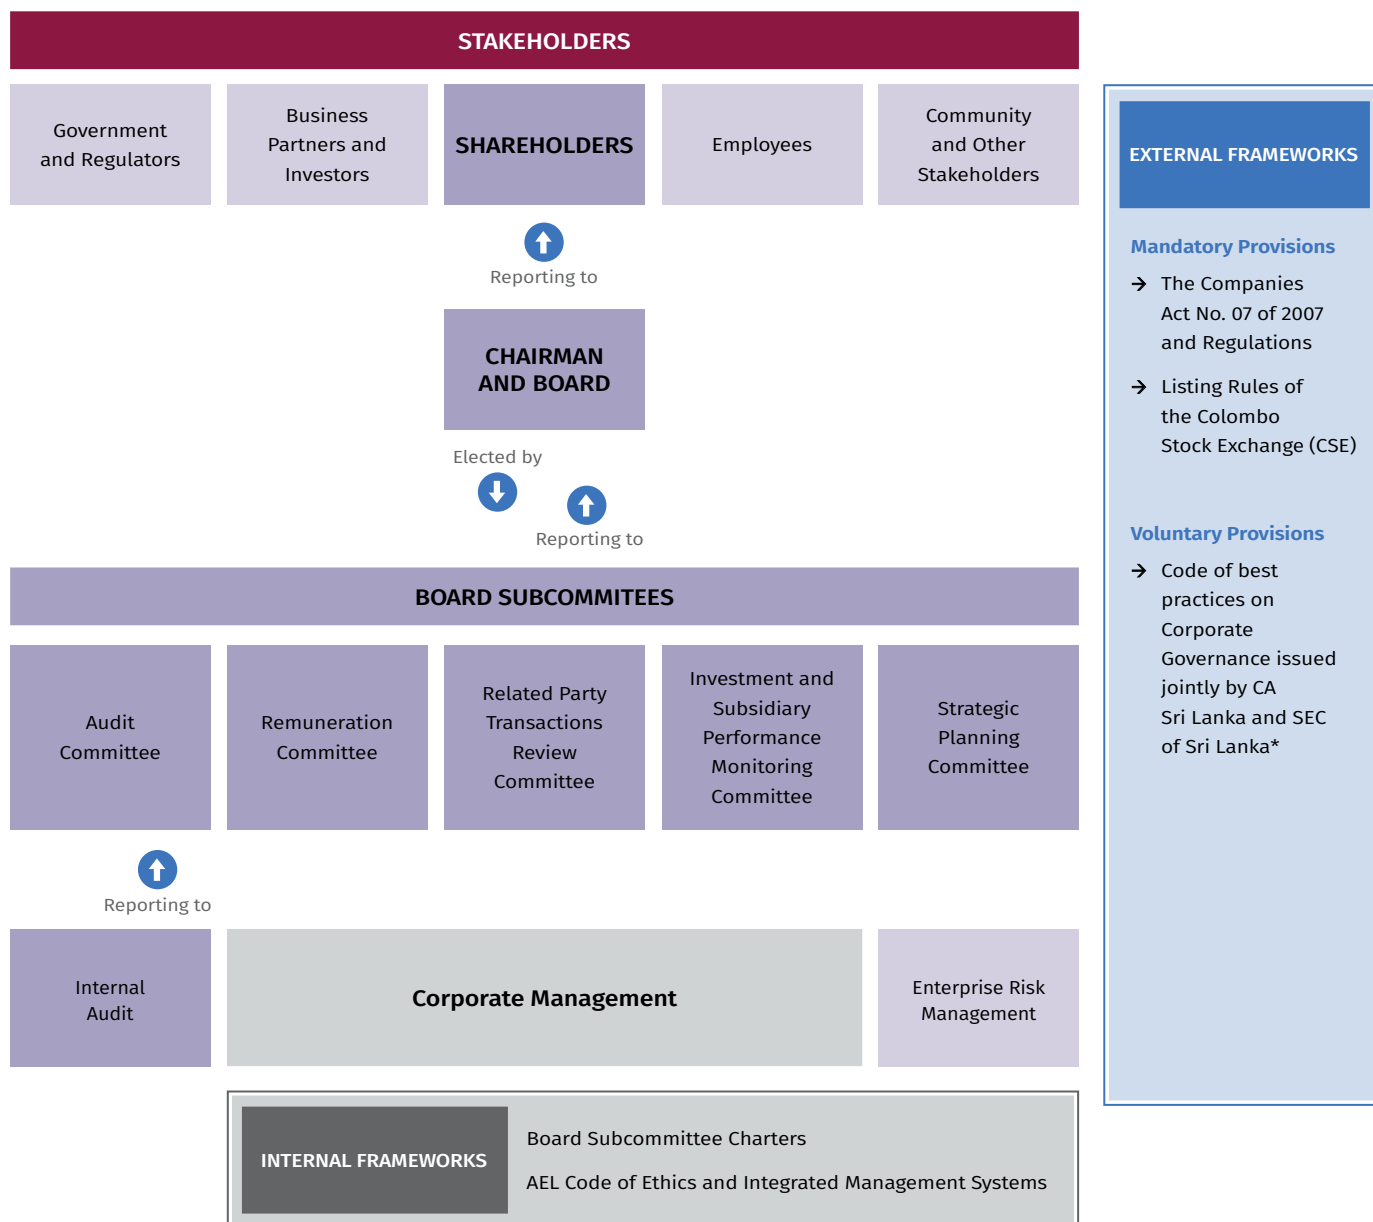 STAKEHOLDERS
Government
and Regulators
Business
Partners and
Investors
SHAREHOLDERS
Employees
Community
and Other
Stakeholders
Reporting to
CHAIRMAN
AND BOARD
Elected by
Reporting to
BOARD SUBCOMMITEES
Audit
Committee
Remuneration
Committee
Related Party
Transactions
Review
Committee
Investment and
Subsidiary
Performance
Monitoring
Committee
Strategic
Planning
Committee
Reporting to
Internal
Audit
Corporate Management
Enterprise Risk
Management
INTERNAL FRAMEWORKS
Board Subcommittee Charters
AEL Code of Ethics and Integrated Management Systems
EXTERNAL FRAMEWORKS
Mandatory Provisions
→ The Companies
Act No. 07 of 2007
and Regulations
→ Listing Rules of
the Colombo
Stock Exchange (CSE)
Voluntary Provisions
→ Code of best
practices on
Corporate
Governance issued
jointly by CA
Sri Lanka and SEC
of Sri Lanka*